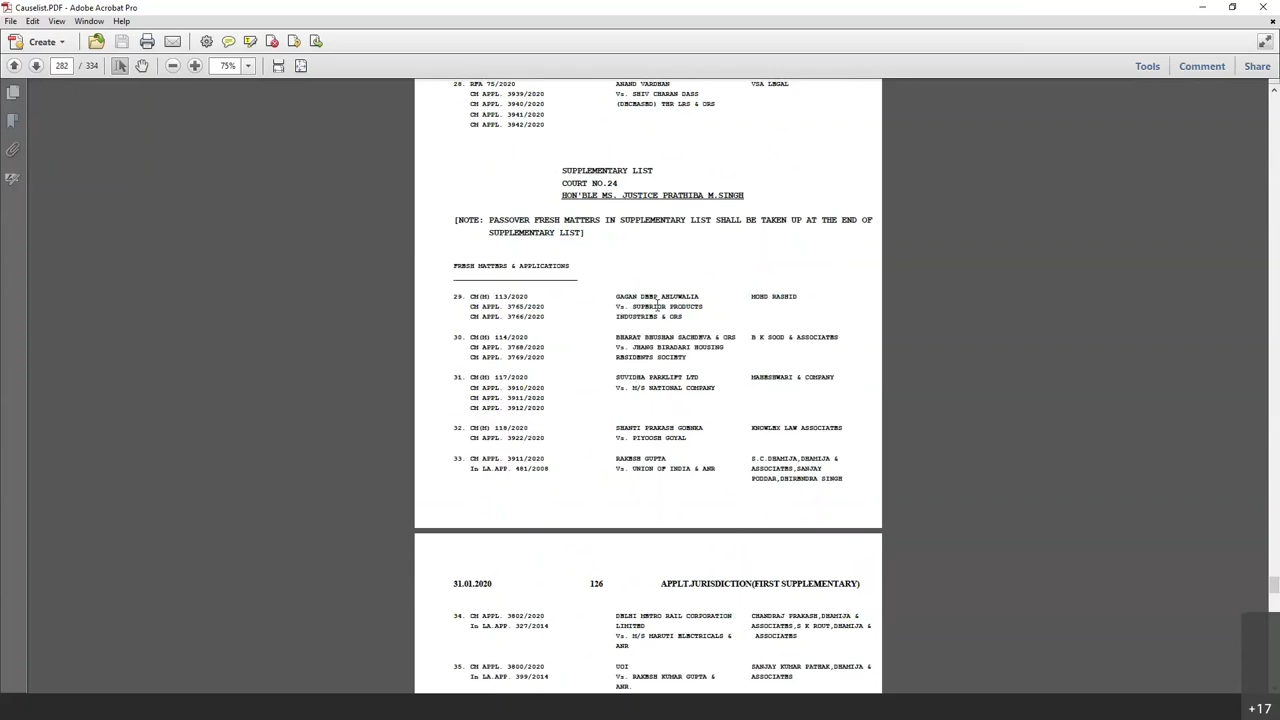 Causelist.PDF - Adobe Acrobat Pro
File Edit View Window Help
Create
282 / 334 75% Tools Comment Share
28. RFA 75/2020 ANAND VARDHAN VSA LEGAL
CM APPL. 3939/2020 Vs. SHIV CHARAN DASS
CM APPL. 3940/2020 (DECEASED) THR LRS & ORS
CM APPL. 3941/2020
CM APPL. 3942/2020
SUPPLEMENTARY LIST
COURT NO.24
HON'BLE MS. JUSTICE PRATHIBA M.SINGH
[NOTE: PASSOVER FRESH MATTERS IN SUPPLEMENTARY LIST SHALL BE TAKEN UP AT THE END OF
SUPPLEMENTARY LIST]
FRESH MATTERS & APPLICATIONS
29. CM(M) 113/2020 GAGAN DEEP AHLUWALIA MOHD RASHID
CM APPL. 3765/2020 Vs. SUPERIOR PRODUCTS
CM APPL. 3766/2020 INDUSTRIES & ORS
30. CM(M) 114/2020 BHARAT BHUSHAN SACHDEVA & ORS B K SOOD & ASSOCIATES
CM APPL. 3768/2020 Vs. JHANG BIRADARI HOUSING
CM APPL. 3769/2020 RESIDENTS SOCIETY
31. CM(M) 117/2020 SUVIDHA PARKLIFT LTD MAHESHWARI & COMPANY
CM APPL. 3910/2020 Vs. M/S NATIONAL COMPANY
CM APPL. 3911/2020
CM APPL. 3912/2020
32. CM(M) 118/2020 SHANTI PRAKASH GOENKA KNOWLEX LAW ASSOCIATES
CM APPL. 3922/2020 Vs. PIYOOSH GOYAL
33. CM APPL. 3911/2020 RAKESH GUPTA S.C.DHAMIJA,DHAMIJA &
In LA.APP. 481/2008 Vs. UNION OF INDIA & ANR ASSOCIATES,SANJAY
PODDAR,DHIRENDRA SINGH
31.01.2020 126 APPLT.JURISDICTION(FIRST SUPPLEMENTARY)
34. CM APPL. 3802/2020 DELHI METRO RAIL CORPORATION CHANDRAJ PRAKASH,DHAMIJA &
In LA.APP. 327/2014 LIMITED ASSOCIATES,S K ROUT,DHAMIJA &
Vs. M/S MARUTI ELECTRICALS & ASSOCIATES
ANR
35. CM APPL. 3800/2020 UOI SANJAY KUMAR PATHAK,DHAMIJA &
In LA.APP. 399/2014 Vs. RAKESH KUMAR GUPTA & ASSOCIATES
ANR.
+17